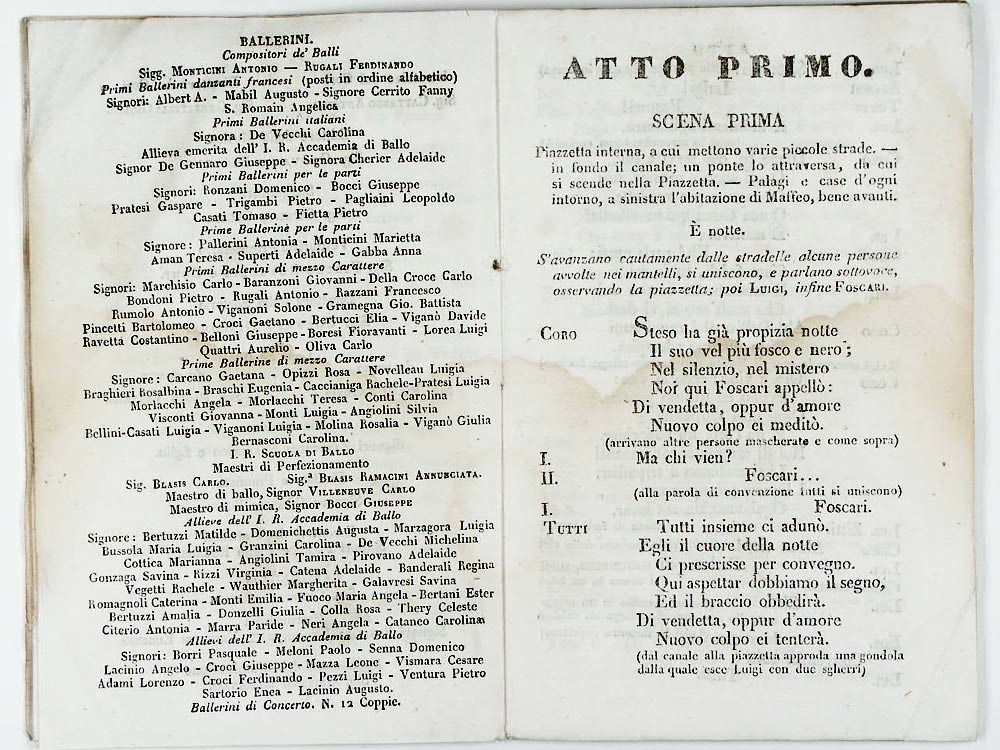 BALLERINI.
Compositori de' Balli
Sigg. MONTICINI ANTONIO — RUGALI FERDINANDO
Primi Ballerini danzanti francesi (posti in ordine alfabetico)
Signori: Albert A. - Mabil Augusto - Signore Cerrito Fanny
S. Romain Angelica
Primi Ballerini italiani
Signora: De Vecchi Carolina
Allieva emerita dell' I. R. Accademia di Ballo
Signor De Gennaro Giuseppe - Signora Cherier Adelaide
Primi Ballerini per le parti
Signori: Ronzani Domenico - Bocci Giuseppe
Pratesi Gaspare - Trigambi Pietro - Pagliaini Leopoldo
Casati Tomaso - Fietta Pietro
Prime Ballerine per le parti
Signore: Pallerini Antonia - Monticini Marietta
Aman Teresa - Superti Adelaide - Gabba Anna
Primi Ballerini di mezzo Carattere
Signori: Marchisio Carlo - Baranzoni Giovanni - Della Croce Carlo
Bondoni Pietro - Rugali Antonio - Razzani Francesco
Rumolo Antonio - Viganoni Solone - Gramegna Gio. Battista
Pincetti Bartolomeo - Croci Gaetano - Bertucci Elia - Viganò Davide
Ravetta Costantino - Belloni Giuseppe - Boresi Fioravanti - Lorea Luigi
Quattri Aurelio - Oliva Carlo
Prime Ballerine di mezzo Carattere
Signore: Carcano Gaetana - Opizzi Rosa - Novelleau Luigia
Braghieri Rosalbina - Braschi Eugenia - Caccianiga Rachele - Pratesi Luigia
Morlacchi Angela - Morlacchi Teresa - Conti Carolina
Visconti Giovanna - Monti Luigia - Angiolini Silvia
Bellini-Casati Luigia - Viganoni Luigia - Molina Rosalia - Viganò Giulia
Bernasconi Carolina.
I. R. SCUOLA DI BALLO
Maestri di Perfezionamento
Sig. BLASIS CARLO. Sig.ª BLASIS RAMACINI ANNUNCIATA.
Maestro di ballo, Signor VILLENEUVE CARLO
Maestro di mimica, Signor BOCCI GIUSEPPE
Allieve dell' I. R. Accademia di Ballo
Signore: Bertuzzi Matilde - Domenichettis Augusta - Marzagora Luigia
Bussola Maria Luigia - Granzini Carolina - De Vecchi Michelina
Cottica Marianna - Angiolini Tamira - Pirovano Adelaide
Gonzaga Savina - Rizzi Virginia - Catena Adelaide - Banderali Regina
Vegetti Rachele - Wauthier Margherita - Galavresi Savina
Romagnoli Caterina - Monti Emilia - Fuoco Maria Angela - Bertani Ester
Bertuzzi Amalia - Donzelli Giulia - Colla Rosa - Thery Celeste
Citerio Antonia - Marra Paride - Neri Angela - Cataneo Carolina
Allievi dell' I. R. Accademia di Ballo
Signori: Borri Pasquale - Meloni Paolo - Senna Domenico
Lacinio Angelo - Croci Giuseppe - Mazza Leone - Vismara Cesare
Adami Lorenzo - Croci Ferdinando - Pezzi Luigi - Ventura Pietro
Sartorio Enea - Lacinio Augusto.
Ballerini di Concerto. N. 12 Coppie.
ATTO PRIMO.
SCENA PRIMA
Piazzetta interna, a cui mettono varie piccole strade. —
in fondo il canale; un ponte lo attraversa, da cui
si scende nella Piazzetta. — Palagi e case d'ogni
intorno, a sinistra l'abitazione di Maffeo, bene avanti.
È notte.
S'avanzano cautamente dalle stradelle alcune persone
avvolte nei mantelli, si uniscono, e parlano sottovoce,
osservando la piazzetta; poi LUIGI, infine FOSCARI.
CORO Steso ha già propizia notte
Il suo vel più fosco e nero;
Nel silenzio, nel mistero
Noi qui Foscari appellò:
Di vendetta, oppur d'amore
Nuovo colpo ei meditò.
(arrivano altre persone mascherate e come sopra)
I. Ma chi vien?
II. Foscari...
(alla parola di convenzione tutti si uniscono)
I. Foscari.
TUTTI Tutti insieme ci adunò.
Egli il cuore della notte
Ci prescrisse per convegno.
Qui aspettar dobbiamo il segno,
Ed il braccio obbedirà.
Di vendetta, oppur d'amore
Nuovo colpo ei tenterà.
(dal canale alla piazzetta approda una gondola
dalla quale esce Luigi con due sgherri)